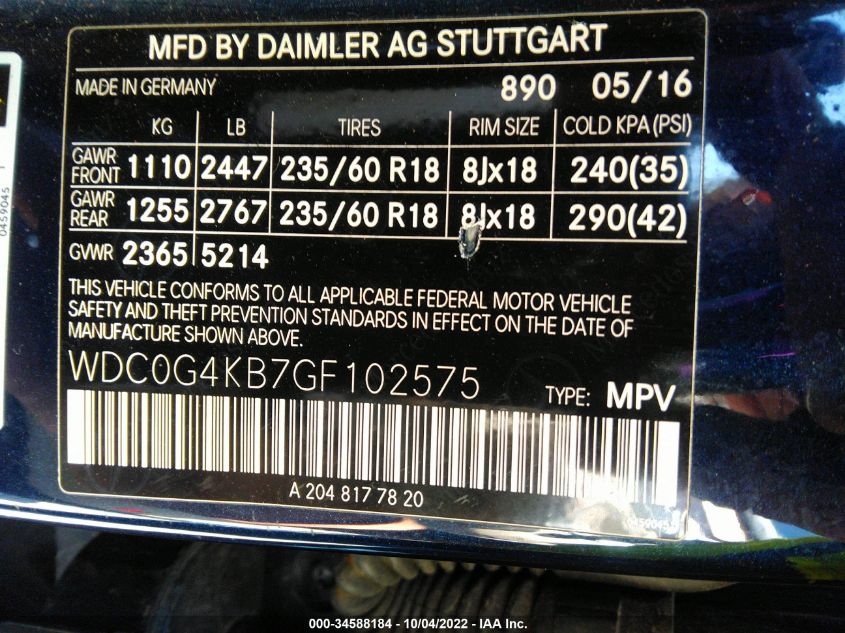 MFD BY DAIMLER AG STUTTGART
MADE IN GERMANY 890 05/16
KG LB TIRES RIM SIZE COLD KPA (PSI)
GAWR FRONT 1110 2447 235/60 R18 8Jx18 240(35)
GAWR REAR 1255 2767 235/60 R18 8Jx18 290(42)
GVWR 2365 5214
THIS VEHICLE CONFORMS TO ALL APPLICABLE FEDERAL MOTOR VEHICLE
SAFETY AND THEFT PREVENTION STANDARDS IN EFFECT ON THE DATE OF
MANUFACTURE SHOWN ABOVE.
WDC0G4KB7GF102575 TYPE: MPV
A 204 817 78 20
0459045
000-34588184 - 10/04/2022 - IAA Inc.